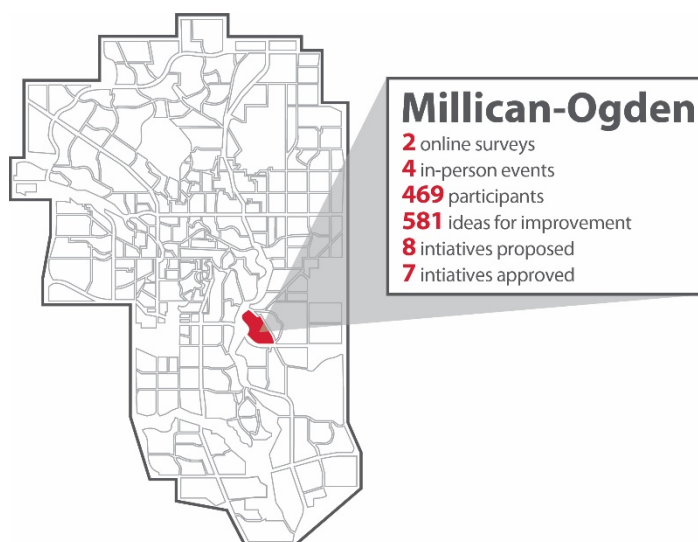 Millican-Ogden
2 online surveys
4 in-person events
469 participants
581 ideas for improvement
8 intiatives proposed
7 intiatives approved